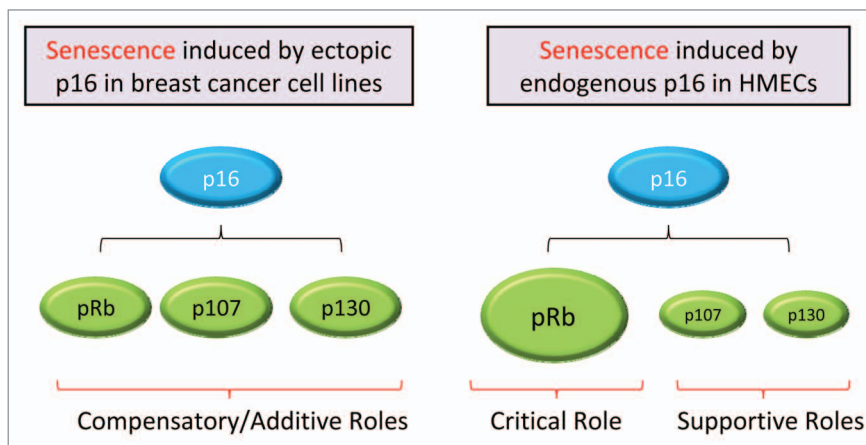 Senescence induced by ectopic
p16 in breast cancer cell lines
p16
pRb
p107
p130
Compensatory/Additive Roles
Senescence induced by
endogenous p16 in HMECs
p16
pRb
p107
p130
Critical Role
Supportive Roles